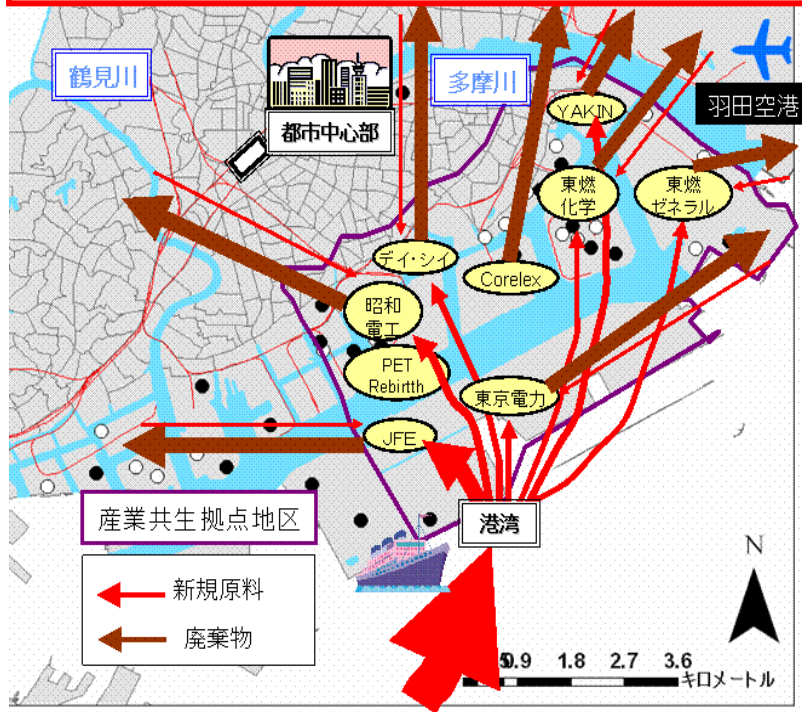 鶴見川
多摩川
都市中心部
羽田空港
YAKIN
東燃
化学
東燃
ゼネラル
デイ・シイ
Corelex
昭和
電工
PET
Rebirtth
東京電力
JFE
港湾
産業共生拠点地区
新規原料
廃棄物
N
0.9 1.8 2.7 3.6
キロメートル